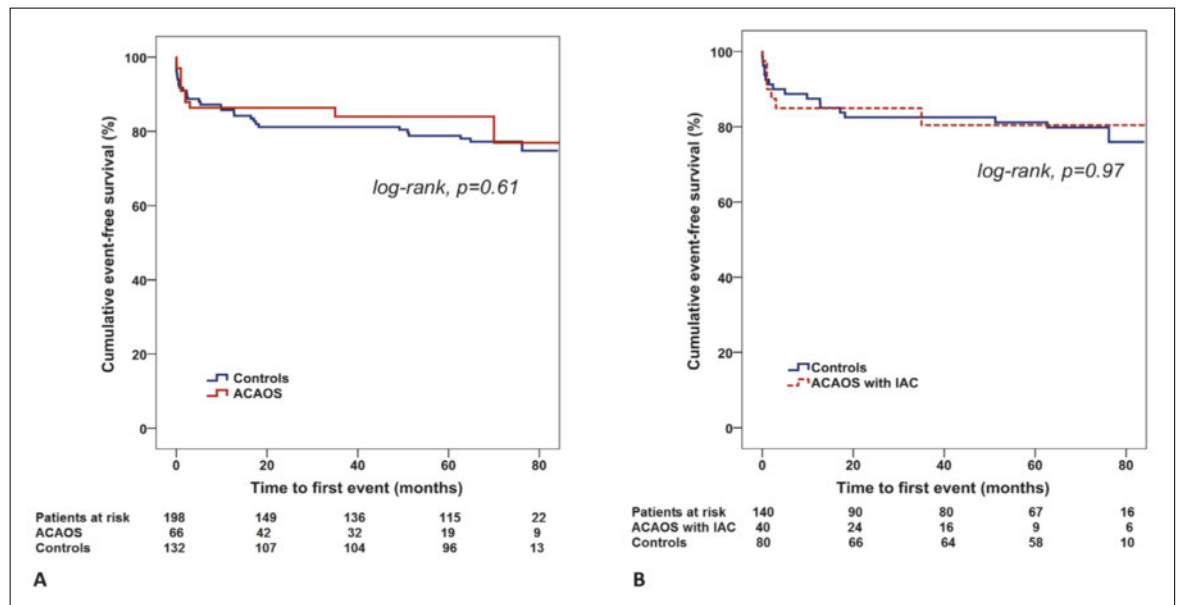 Cumulative event-free survival (%)
100
80
60
40
20
0
log-rank, p=0.61
Controls
ACAOS
0 20 40 60 80
Time to first event (months)
Patients at risk 198 149 136 115 22
ACAOS 66 42 32 19 9
Controls 132 107 104 96 13
A
Cumulative event-free survival (%)
100
80
60
40
20
0
log-rank, p=0.97
Controls
ACAOS with IAC
0 20 40 60 80
Time to first event (months)
Patients at risk 140 90 80 67 16
ACAOS with IAC 40 24 16 9 6
Controls 80 66 64 58 10
B